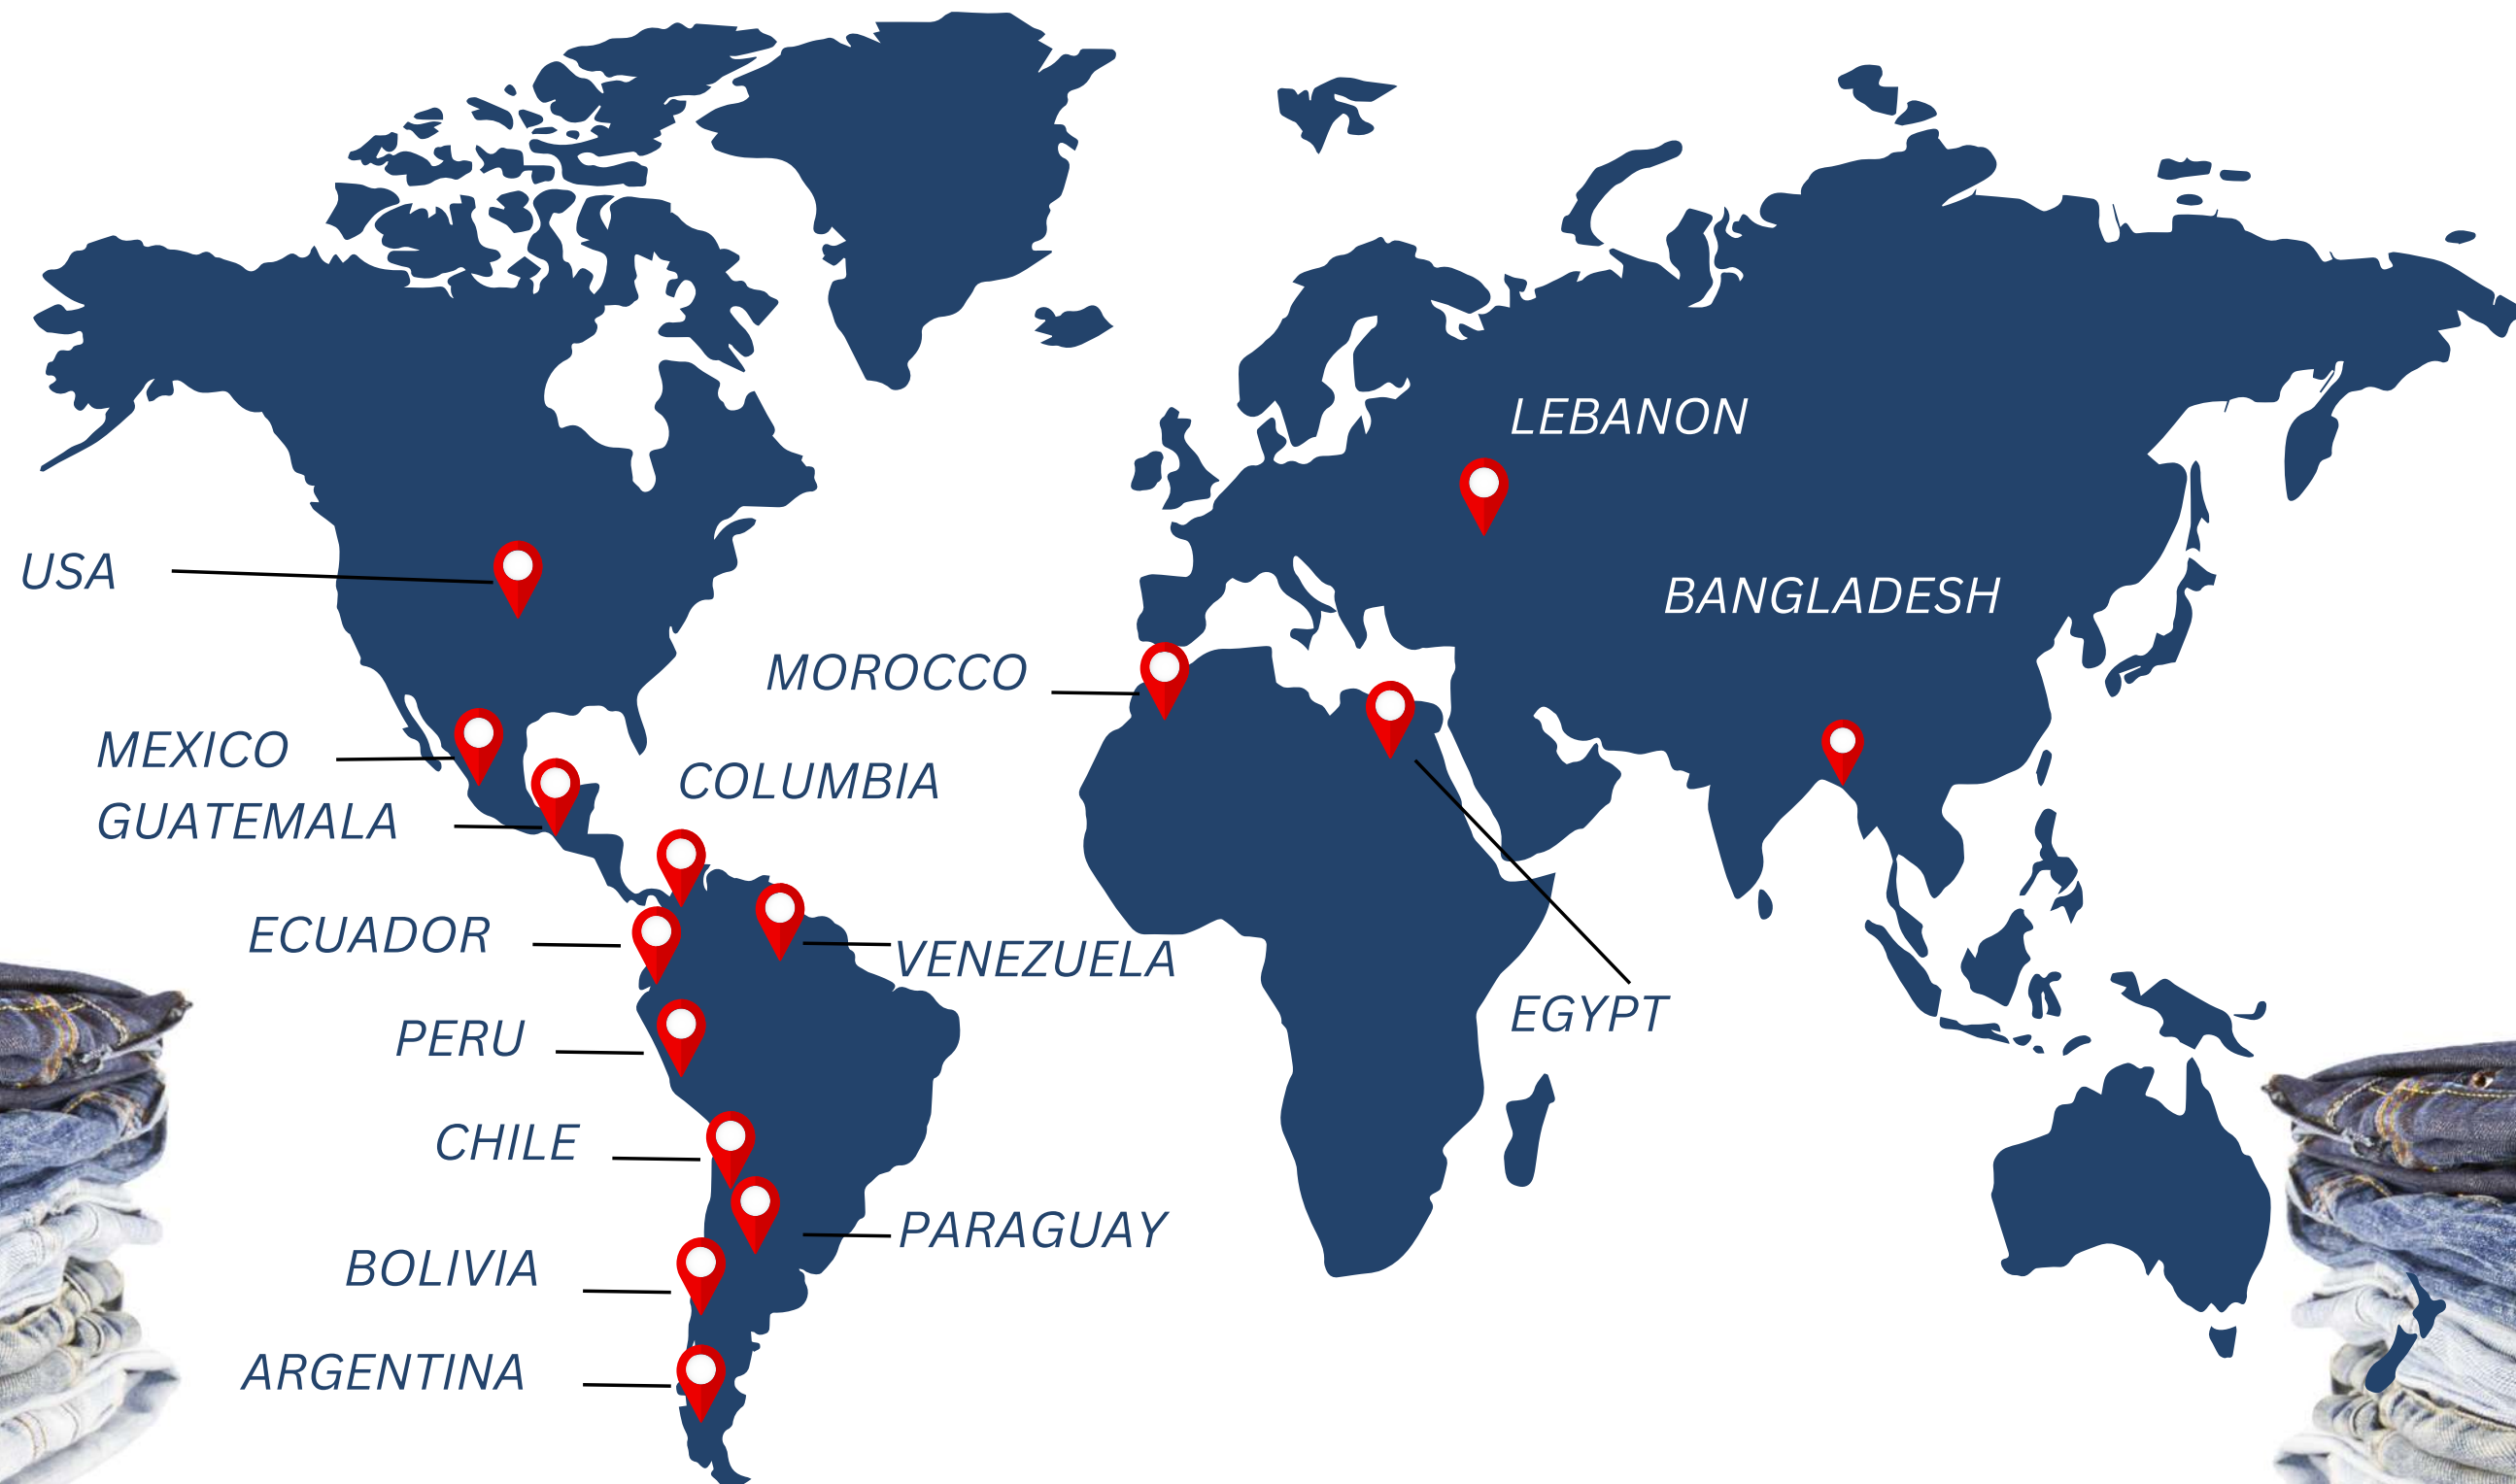 LEBANON
USA
BANGLADESH
MOROCCO
MEXICO
COLUMBIA
GUATEMALA
ECUADOR
VENEZUELA
EGYPT
PERU
CHILE
PARAGUAY
BOLIVIA
ARGENTINA